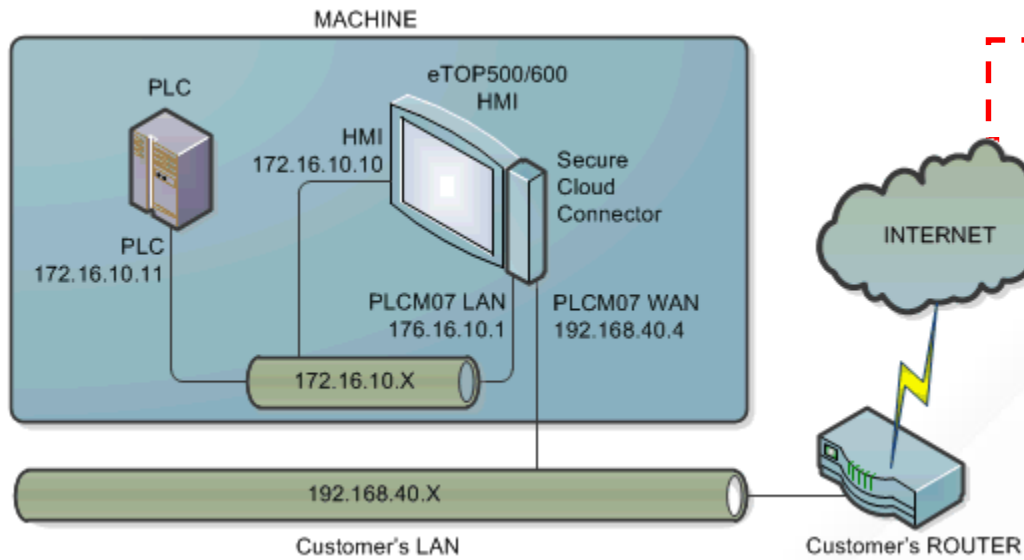 MACHINE
PLC
eTOP500/600
HMI
HMI
172.16.10.10
Secure
Cloud
Connector
PLC
172.16.10.11
PLCM07 LAN
176.16.10.1
PLCM07 WAN
192.168.40.4
172.16.10.X
INTERNET
192.168.40.X
Customer's LAN
Customer's ROUTER